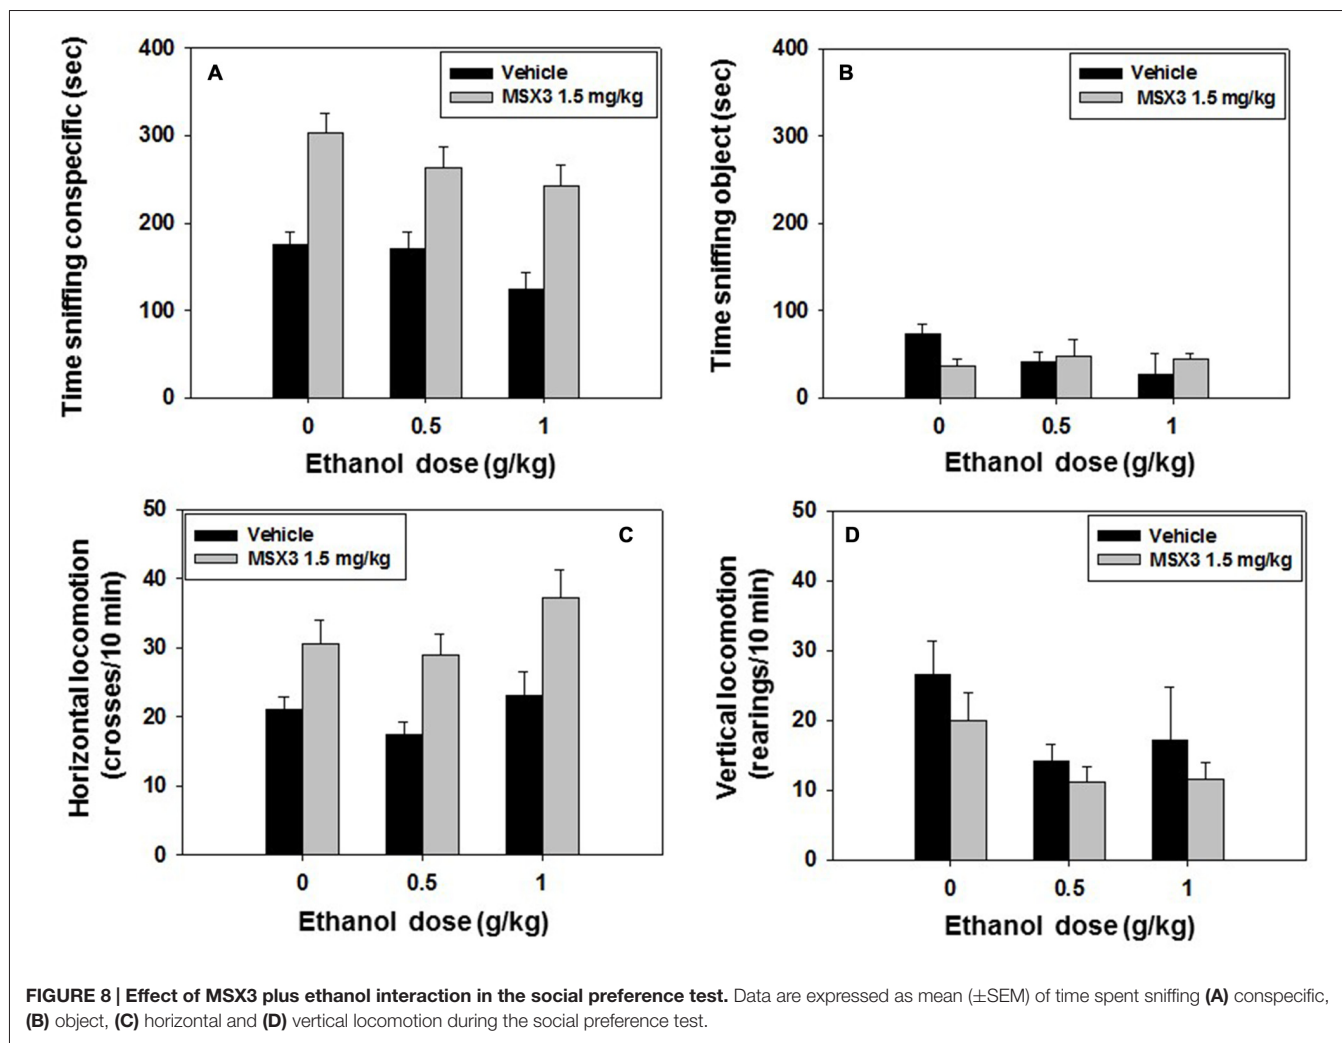 Time sniffing conspecific (sec)
400
300
200
100
0
A
Vehicle
MSX3 1.5 mg/kg
0 0.5 1
Ethanol dose (g/kg)
Time sniffing object (sec)
400
300
200
100
0
B
Vehicle
MSX3 1.5 mg/kg
0 0.5 1
Ethanol dose (g/kg)
Horizontal locomotion
(crosses/10 min)
50
40
30
20
10
0
Vehicle
MSX3 1.5 mg/kg
C
0 0.5 1
Ethanol dose (g/kg)
Vertical locomotion
(rearings/10 min)
50
40
30
20
10
0
D
Vehicle
MSX3 1.5 mg/kg
0 0.5 1
Ethanol dose (g/kg)
FIGURE 8 | Effect of MSX3 plus ethanol interaction in the social preference test. Data are expressed as mean (±SEM) of time spent sniffing (A) conspecific,
(B) object, (C) horizontal and (D) vertical locomotion during the social preference test.